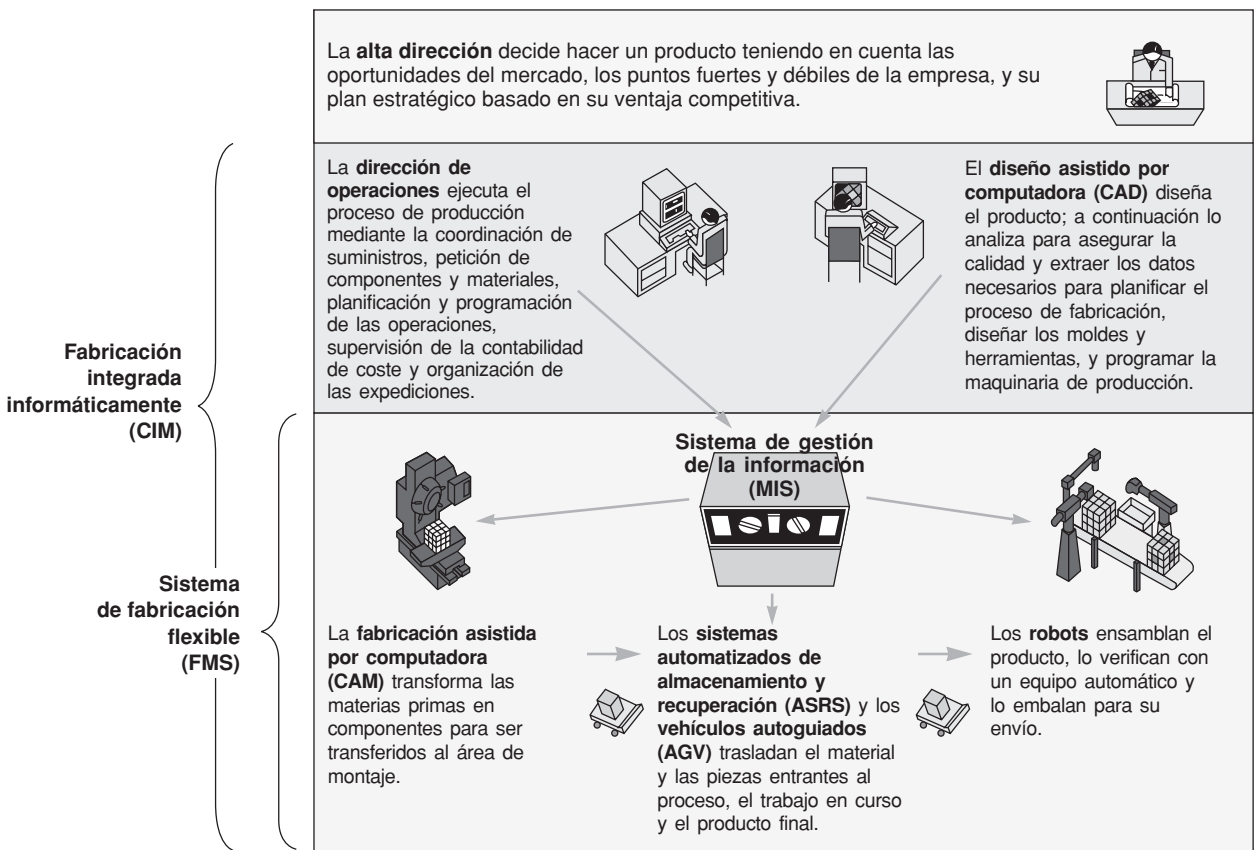 La alta dirección decide hacer un producto teniendo en cuenta las
oportunidades del mercado, los puntos fuertes y débiles de la empresa, y su
plan estratégico basado en su ventaja competitiva.
La dirección de
operaciones ejecuta el
proceso de producción
mediante la coordinación de
suministros, petición de
componentes y materiales,
planificación y programación
de las operaciones,
supervisión de la contabilidad
de coste y organización de
las expediciones.
El diseño asistido por
computadora (CAD) diseña
el producto; a continuación lo
analiza para asegurar la
calidad y extraer los datos
necesarios para planificar el
proceso de fabricación,
diseñar los moldes y
herramientas, y programar la
maquinaria de producción.
Fabricación
integrada
informáticamente
(CIM)
Sistema de gestión
de la información
(MIS)
Sistema
de fabricación
flexible
(FMS)
La fabricación asistida
por computadora
(CAM) transforma las
materias primas en
componentes para ser
transferidos al área de
montaje.
Los sistemas
automatizados de
almacenamiento y
recuperación (ASRS) y los
vehículos autoguiados
(AGV) trasladan el material
y las piezas entrantes al
proceso, el trabajo en curso
y el producto final.
Los robots ensamblan el
producto, lo verifican con
un equipo automático y
lo embalan para su
envío.